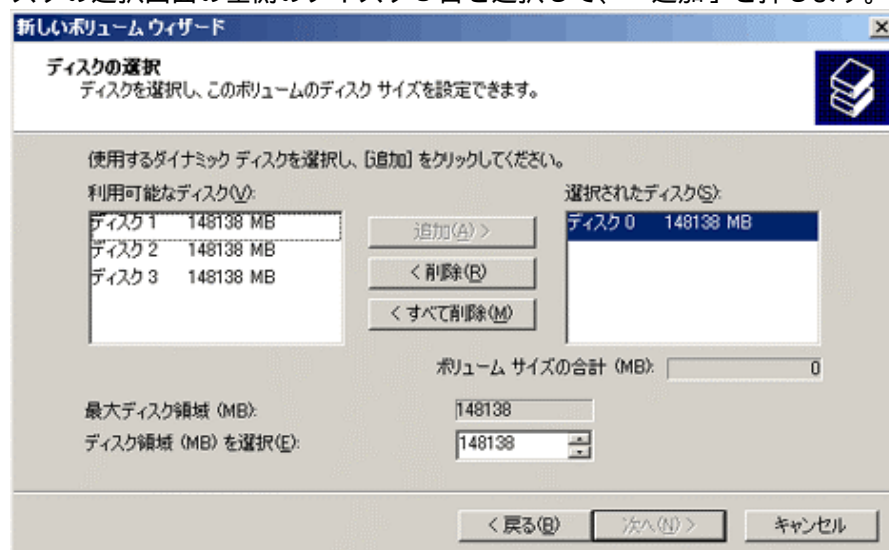 新しいボリューム ウィザード
ディスクの選択
ディスクを選択し、このボリュームのディスク サイズを設定できます。
使用するダイナミック ディスクを選択し、[追加] をクリックしてください。
利用可能なディスク(V):
選択されたディスク(S):
ディスク 1 148138 MB
ディスク 2 148138 MB
ディスク 3 148138 MB
追加(A) >
< 削除(R)
< すべて削除(M)
ディスク 0 148138 MB
ボリューム サイズの合計 (MB): 0
最大ディスク領域 (MB): 148138
ディスク領域 (MB) を選択(E): 148138
< 戻る(B)
次へ(N) >
キャンセル